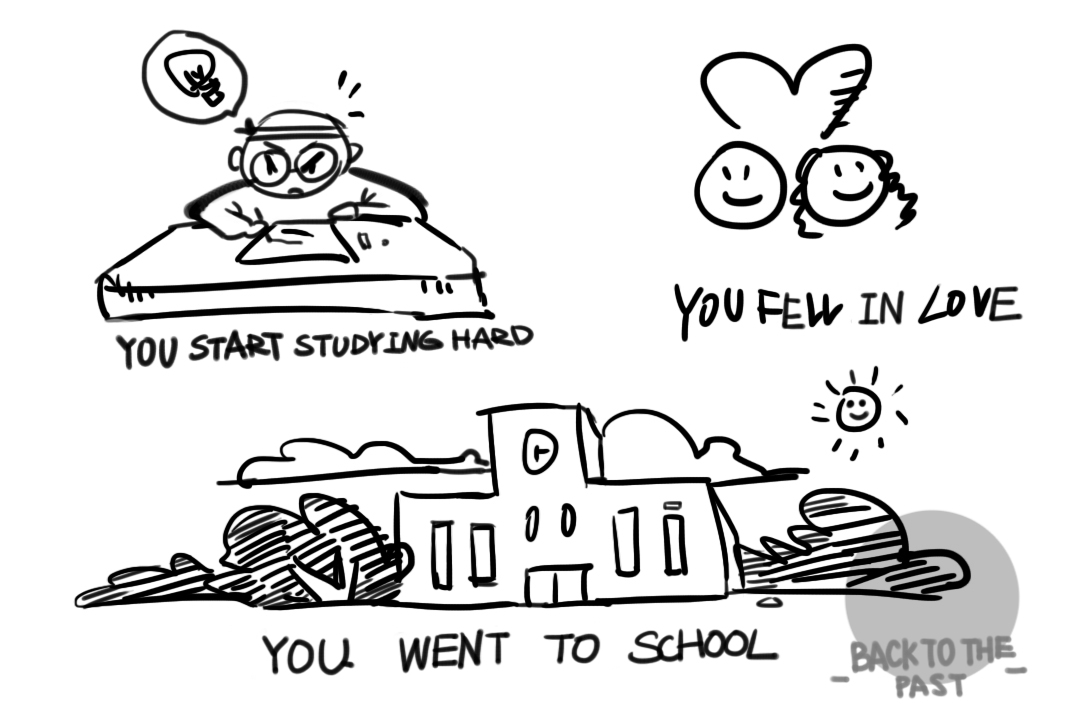 YOU START STUDYING HARD
YOU FELL IN LOVE
YOU WENT TO SCHOOL
BACK TO THE
PAST